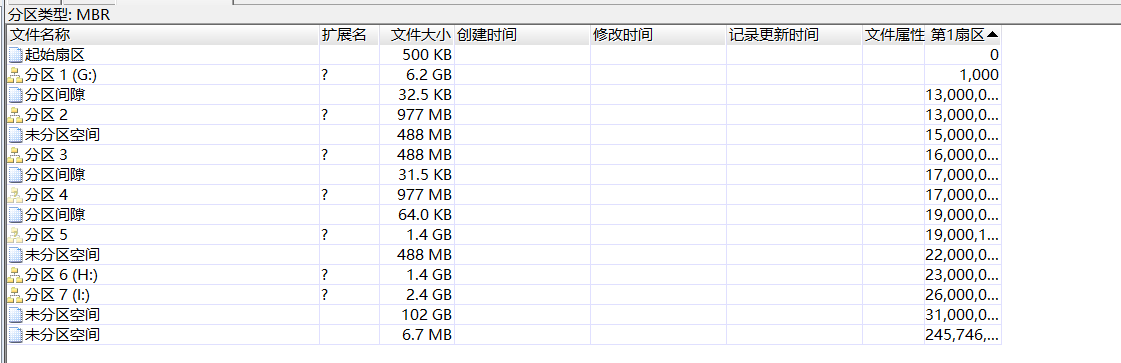 分区类型: MBR
文件名称 扩展名 文件大小 创建时间 修改时间 记录更新时间 文件属性 第1扇区
起始扇区 500 KB 0
分区 1 (G:) ? 6.2 GB 1,000
分区间隙 32.5 KB 13,000,0...
分区 2 ? 977 MB 13,000,0...
未分区空间 488 MB 15,000,0...
分区 3 ? 488 MB 16,000,0...
分区间隙 31.5 KB 17,000,0...
分区 4 ? 977 MB 17,000,0...
分区间隙 64.0 KB 19,000,0...
分区 5 ? 1.4 GB 19,000,1...
未分区空间 488 MB 22,000,0...
分区 6 (H:) ? 1.4 GB 23,000,0...
分区 7 (I:) ? 2.4 GB 26,000,0...
未分区空间 102 GB 31,000,0...
未分区空间 6.7 MB 245,746,...